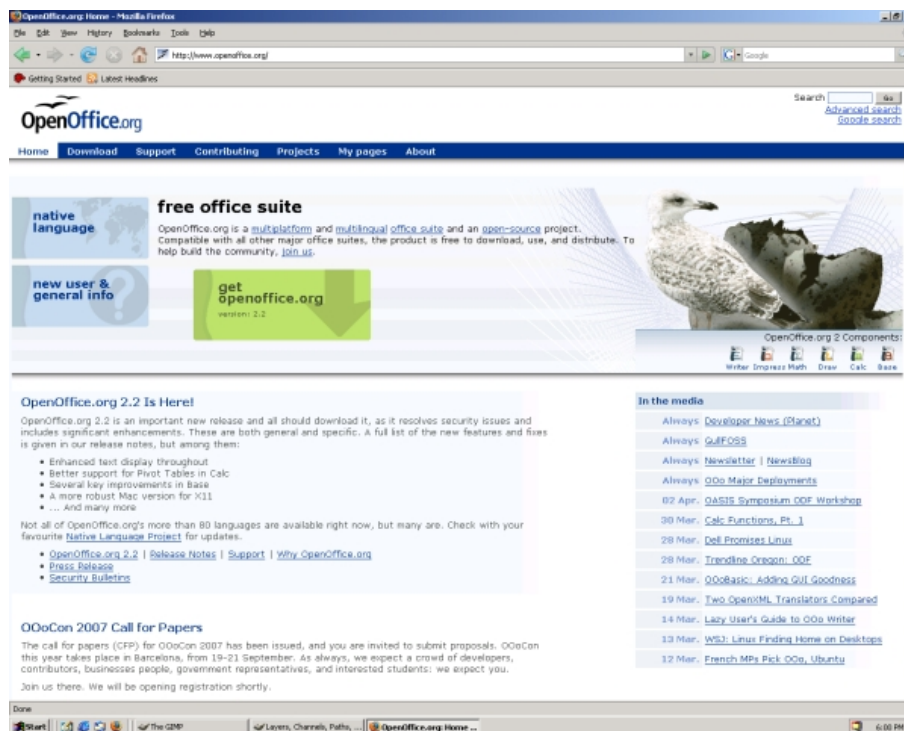 OpenOffice.org: Home - Mozilla Firefox
File Edit View History Bookmarks Tools Help
http://www.openoffice.org/
Google
Getting Started Latest Headlines
OpenOffice.org
Search Go
Advanced search
Google search
Home Download Support Contributing Projects My pages About
native
language
new user &
general info
free office suite
OpenOffice.org is a multiplatform and multilingual office suite and an open-source project.
Compatible with all other major office suites, the product is free to download, use, and distribute. To
help build the community, join us.
get
openoffice.org
version: 2.2
OpenOffice.org 2 Components:
Writer Impress Math Draw Calc Base
OpenOffice.org 2.2 Is Here!
OpenOffice.org 2.2 is an important new release and all should download it, as it resolves security issues and
includes significant enhancements. These are both general and specific. A full list of the new features and fixes
is given in our release notes, but among them:
• Enhanced text display throughout
• Better support for Pivot Tables in Calc
• Several key improvements in Base
• A more robust Mac version for X11
• ... And many more
Not all of OpenOffice.org's more than 80 languages are available right now, but many are. Check with your
favourite Native Language Project for updates.
• OpenOffice.org 2.2 | Release Notes | Support | Why OpenOffice.org
• Press Release
• Security Bulletins
OOoCon 2007 Call for Papers
The call for papers (CFP) for OOoCon 2007 has been issued, and you are invited to submit proposals. OOoCon
this year takes place in Barcelona, from 19-21 September. As always, we expect a crowd of developers,
contributors, businesses people, government representatives, and interested students: we expect you.
Join us there. We will be opening registration shortly.
In the media
Always Developer News (Planet)
Always GullFOSS
Always Newsletter | NewsBlog
Always OOo Major Deployments
02 Apr. OASIS Symposium ODF Workshop
30 Mar. Calc Functions, Pt. 1
28 Mar. Dell Promises Linux
28 Mar. Trendline Oregon: ODF
21 Mar. OOoBasic: Adding GUI Goodness
19 Mar. Two OpenXML Translators Compared
14 Mar. Lazy User's Guide to OOo Writer
13 Mar. WSJ: Linux Finding Home on Desktops
12 Mar. French MPs Pick OOo, Ubuntu
Done
Start The GIMP Layers, Channels, Paths, ... OpenOffice.org: Home ... 6:00 PM